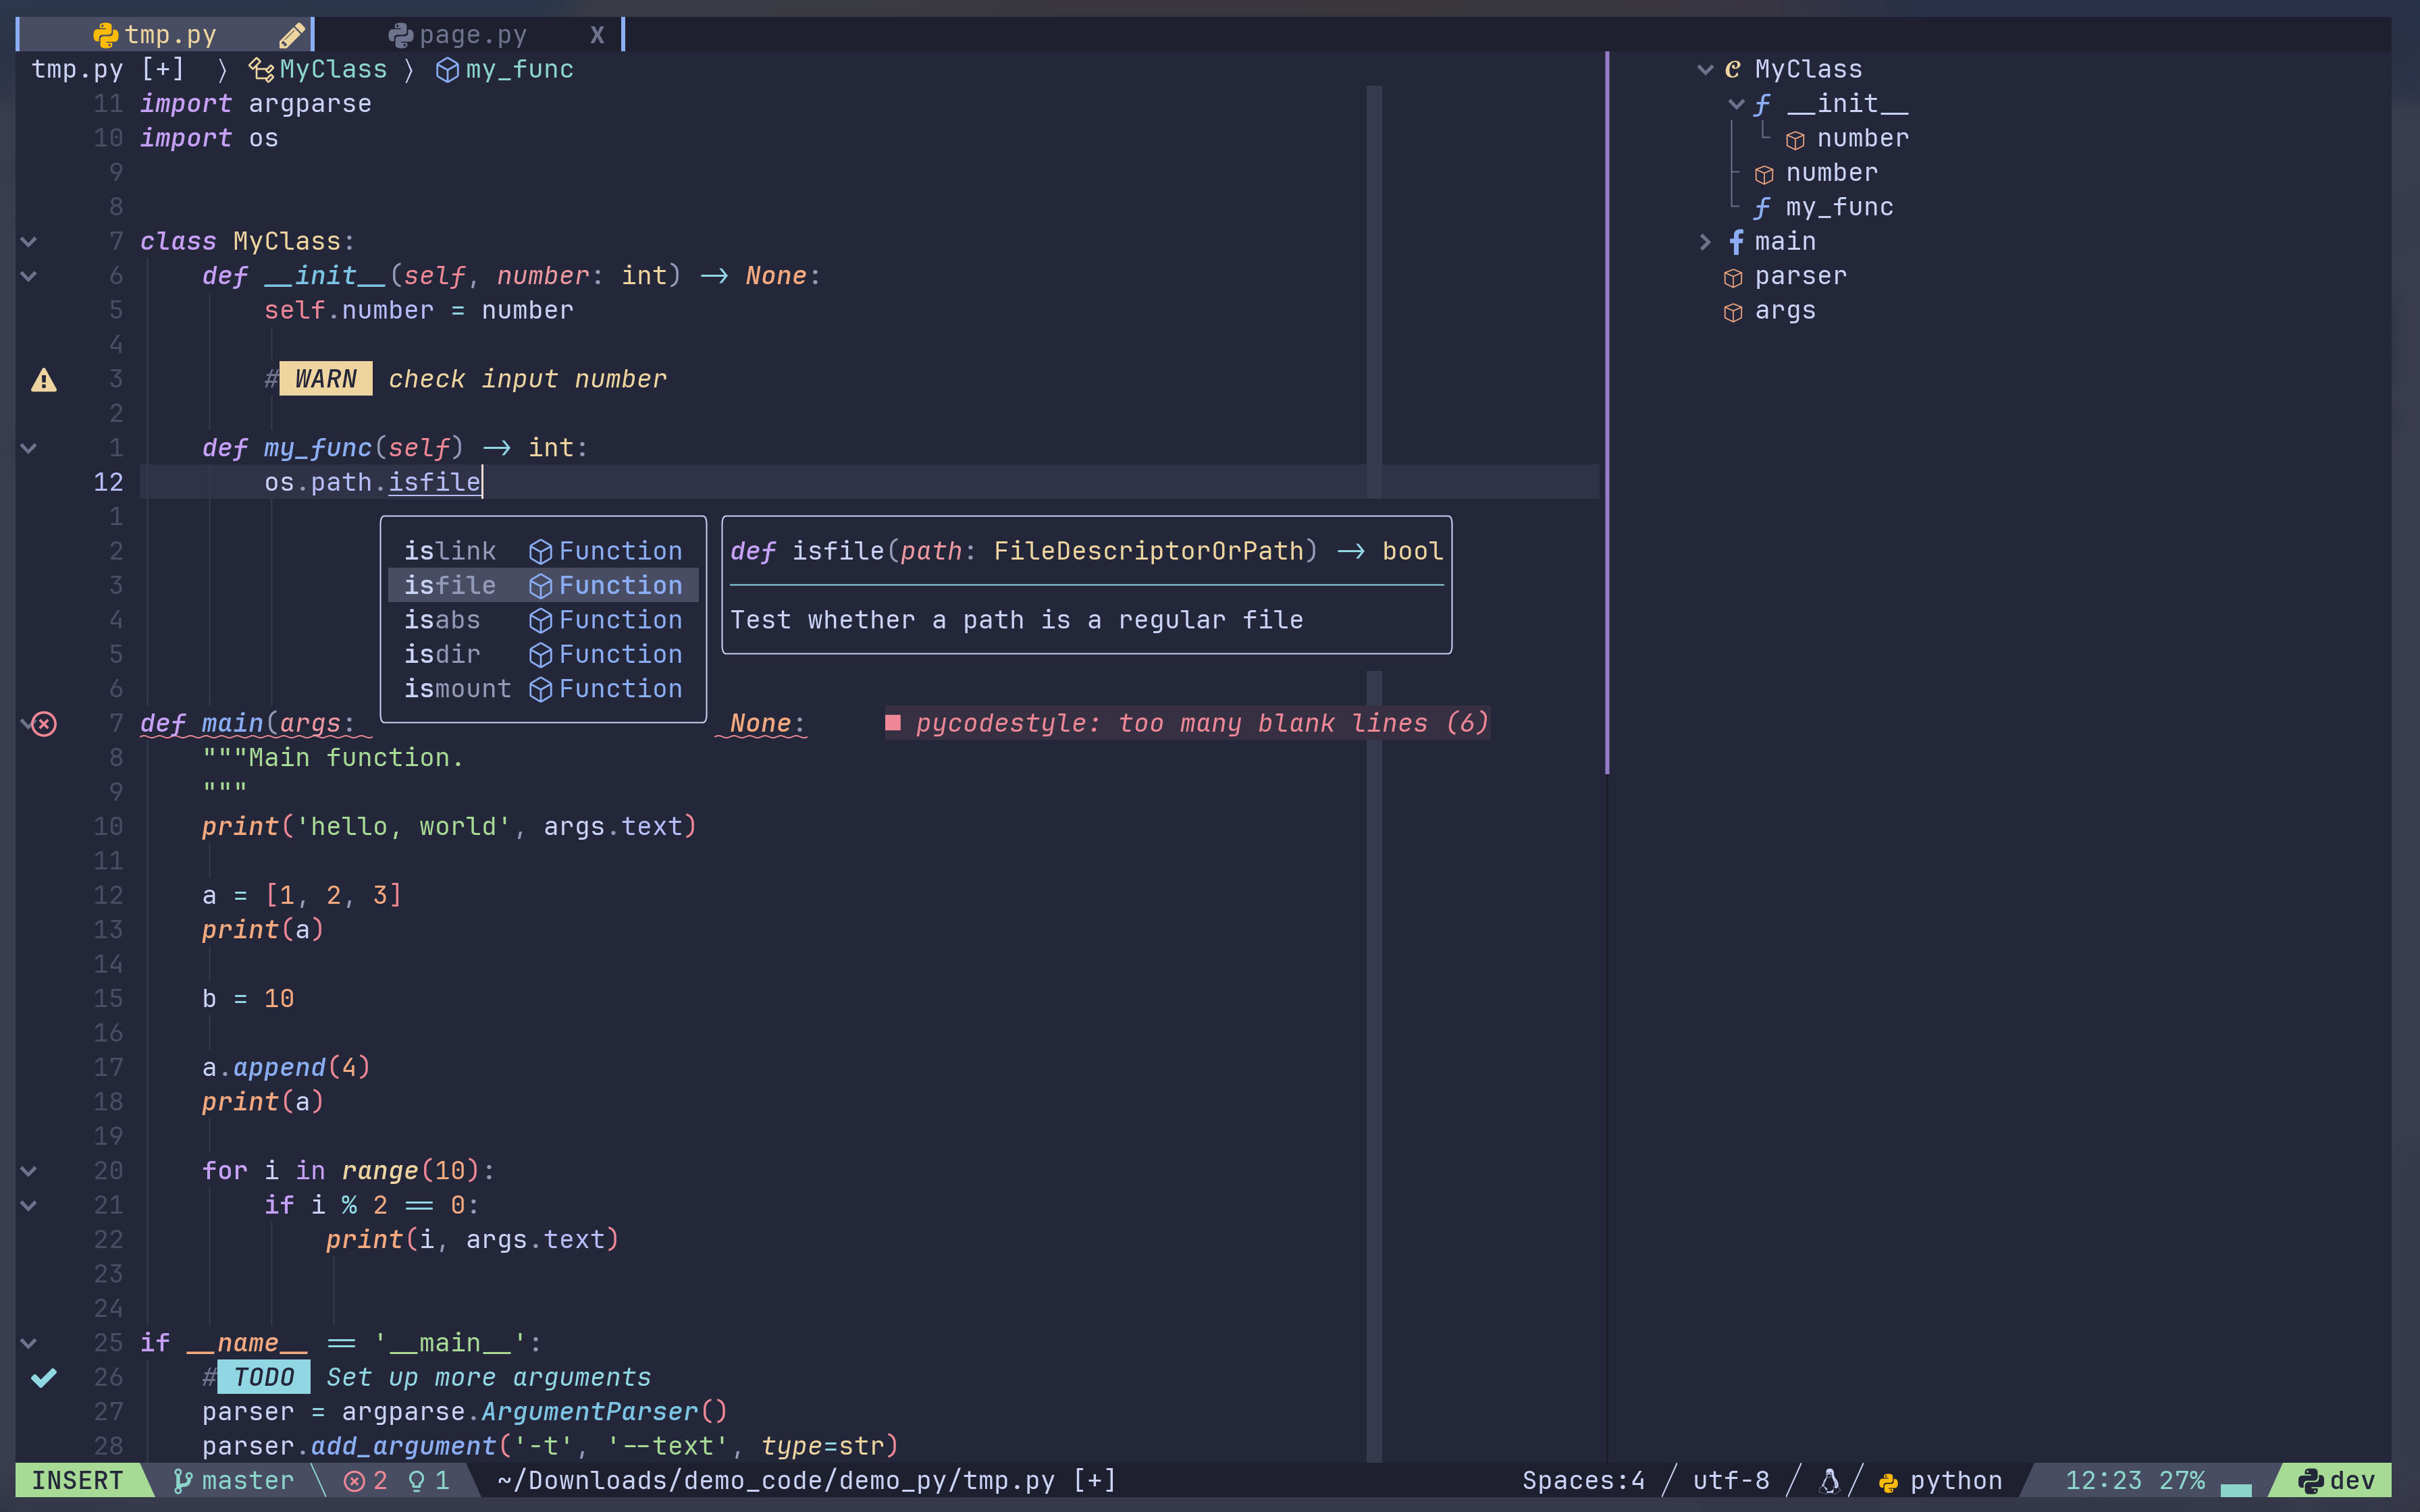 tmp.py page.py X
tmp.py [+] 〉 MyClass 〉 my_func
11 import argparse
10 import os
9
8
7 class MyClass:
6 def __init__(self, number: int) -> None:
5 self.number = number
4
3 # WARN check input number
2
1 def my_func(self) -> int:
12 os.path.isfile
1
2 islink Function
3 isfile Function
4 isabs Function
5 isdir Function
6 ismount Function
def isfile(path: FileDescriptorOrPath) -> bool
Test whether a path is a regular file
7 def main(args: None: ■ pycodestyle: too many blank lines (6)
8 """Main function.
9 """
10 print('hello, world', args.text)
11
12 a = [1, 2, 3]
13 print(a)
14
15 b = 10
16
17 a.append(4)
18 print(a)
19
20 for i in range(10):
21 if i % 2 == 0:
22 print(i, args.text)
23
24
25 if __name__ == '__main__':
26 # TODO Set up more arguments
27 parser = argparse.ArgumentParser()
28 parser.add_argument('-t', '--text', type=str)
MyClass
__init__
number
number
my_func
main
parser
args
INSERT master 2 1 ~/Downloads/demo_code/demo_py/tmp.py [+] Spaces:4 utf-8 python 12:23 27% dev